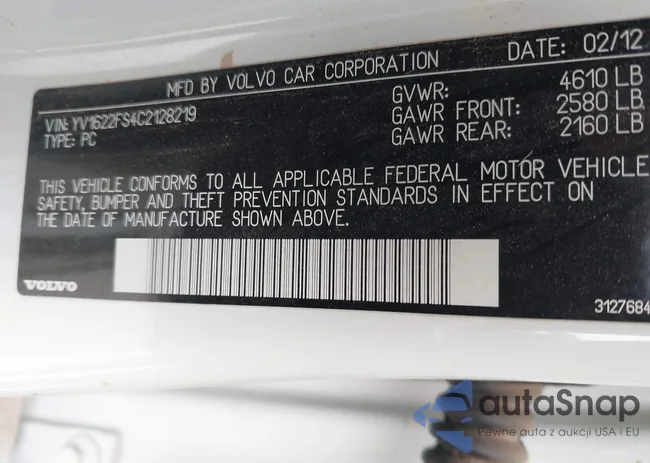 MFD BY VOLVO CAR CORPORATION DATE: 02/12
VIN: YV1622FS4C2128219
TYPE: PC
GVWR: 4610 LB
GAWR FRONT: 2580 LB
GAWR REAR: 2160 LB
THIS VEHICLE CONFORMS TO ALL APPLICABLE FEDERAL MOTOR VEHICLE
SAFETY, BUMPER AND THEFT PREVENTION STANDARDS IN EFFECT ON
THE DATE OF MANUFACTURE SHOWN ABOVE.
VOLVO
3127684
autaSnap
Pewne auta z aukcji USA i EU